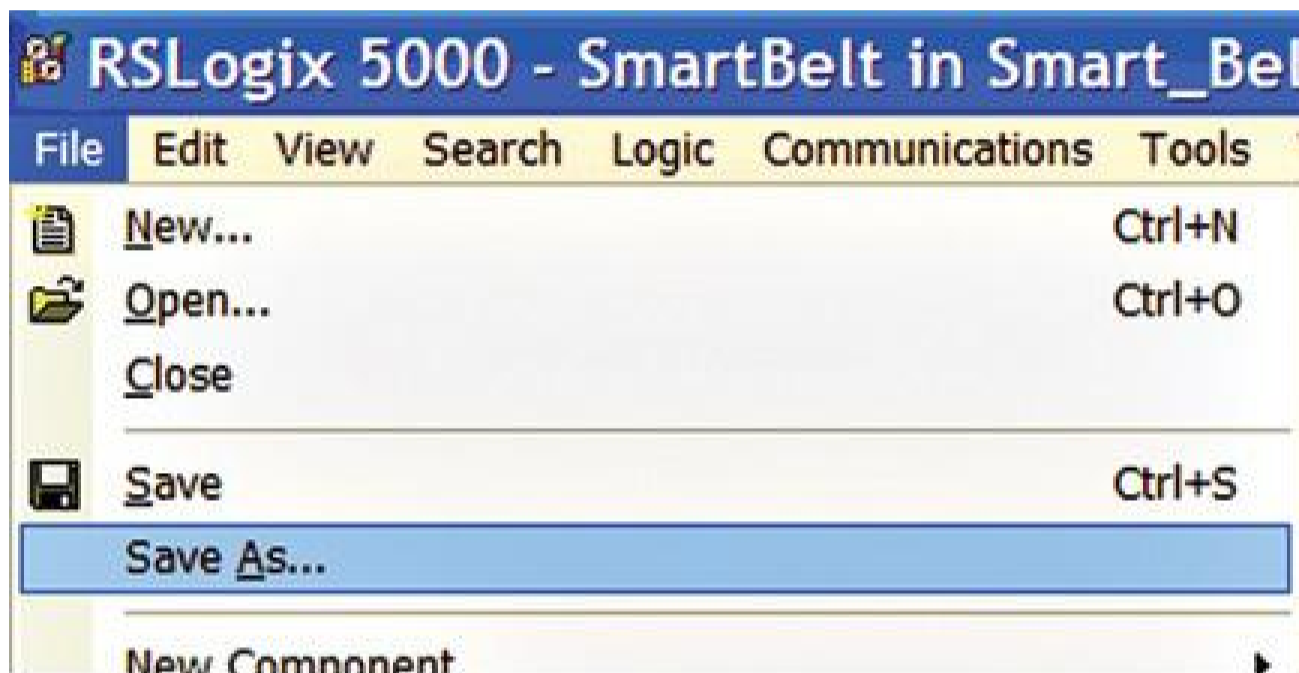 RSLogix 5000 - SmartBelt in Smart_Bel
File Edit View Search Logic Communications Tools
New... Ctrl+N
Open... Ctrl+O
Close
Save Ctrl+S
Save As...
New Component